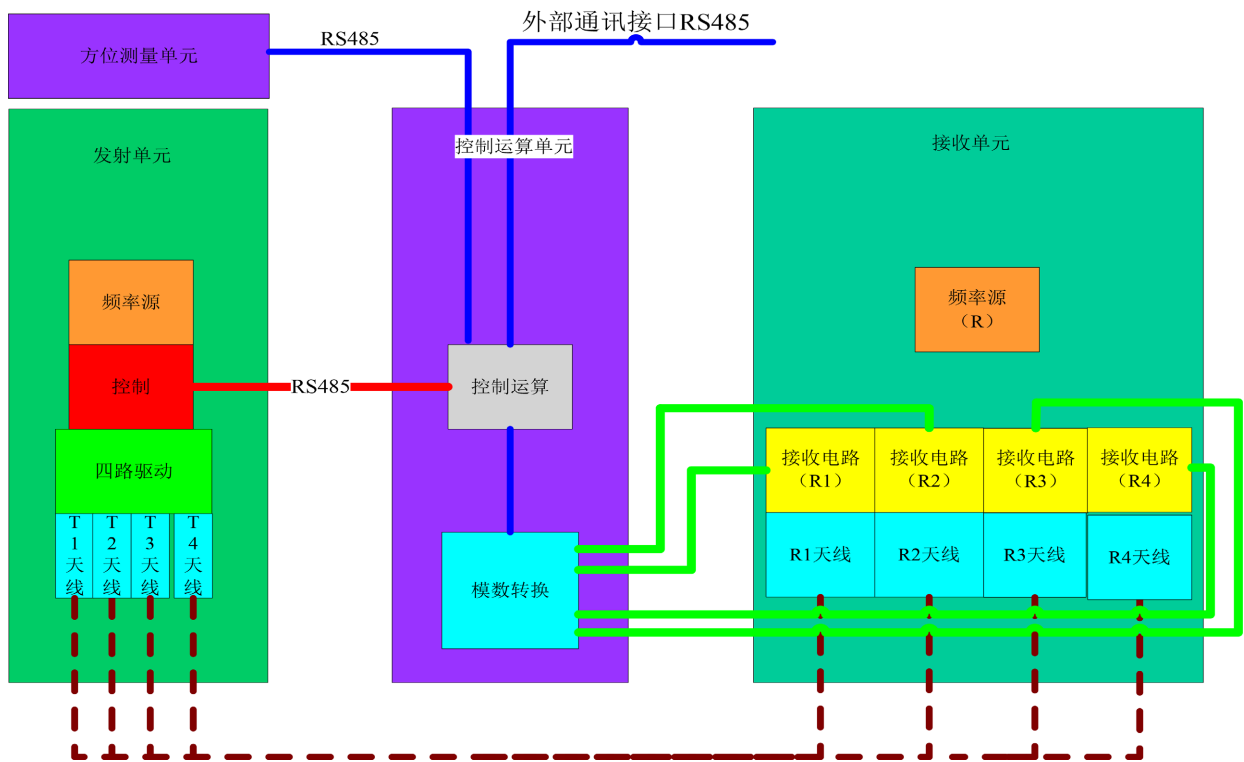 外部通讯接口RS485
RS485
方位测量单元
发射单元
控制运算单元
接收单元
频率源
频率源
（R）
控制
RS485
控制运算
四路驱动
接收电路
（R1）
接收电路
（R2）
接收电路
（R3）
接收电路
（R4）
T1天线
T2天线
T3天线
T4天线
模数转换
R1天线
R2天线
R3天线
R4天线